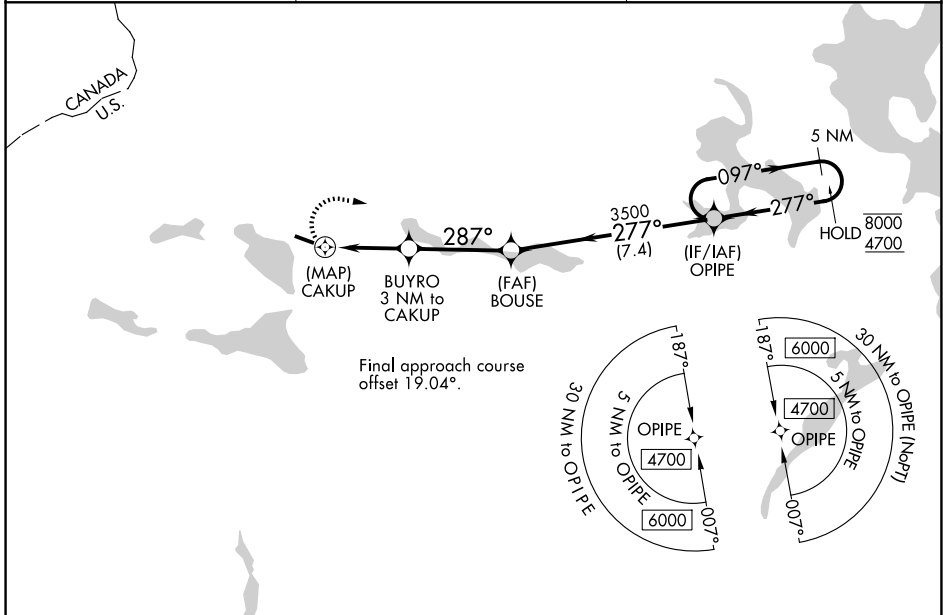 CANADA
U.S.
5 NM
097°
277°
HOLD
8000
4700
3500
277°
(7.4)
(IF/IAF)
OPIPE
287°
(MAP)
CAKUP
BUYRO
3 NM to
CAKUP
(FAF)
BOUSE
Final approach course
offset 19.04°.
187°
30 NM to OPIPE
5 NM to OPIPE
OPIPE
4700
6000
007°
187°
30 NM to OPIPE (NoPT)
6000
5 NM to OPIPE
4700
OPIPE
007°